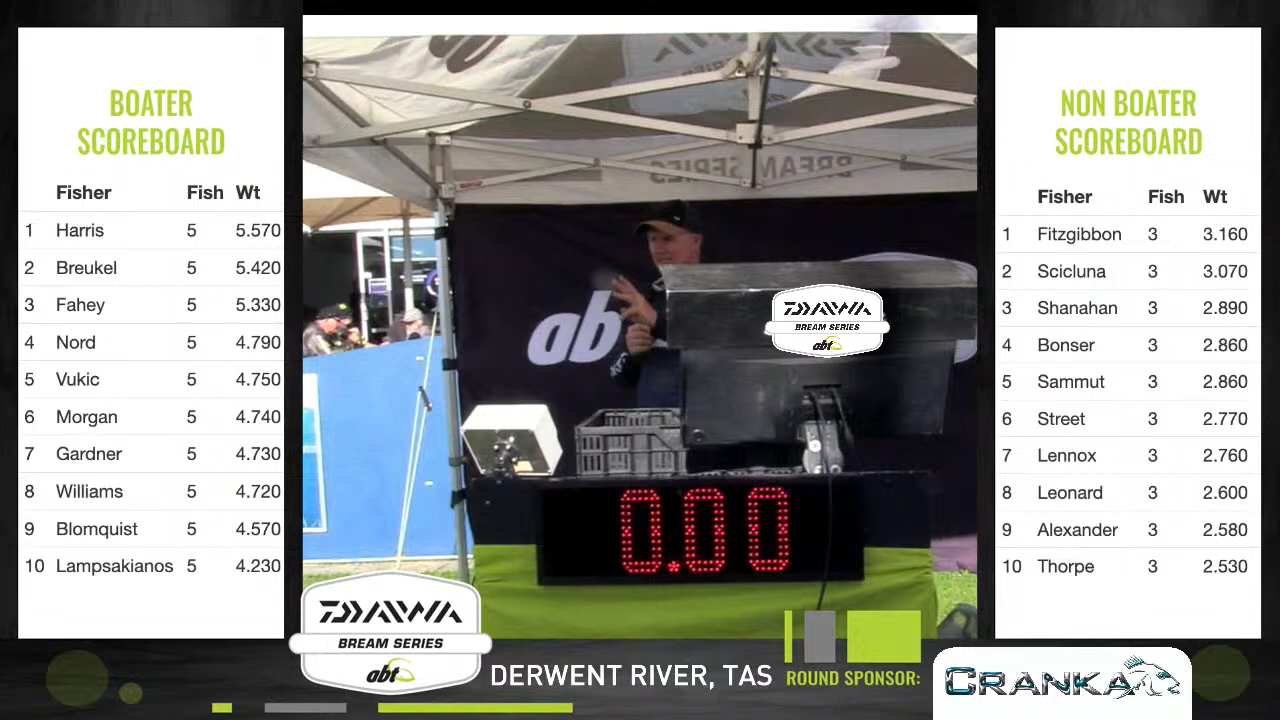 BOATER
SCOREBOARD
Fisher Fish Wt
1 Harris 5 5.570
2 Breukel 5 5.420
3 Fahey 5 5.330
4 Nord 5 4.790
5 Vukic 5 4.750
6 Morgan 5 4.740
7 Gardner 5 4.730
8 Williams 5 4.720
9 Blomquist 5 4.570
10 Lampsakianos 5 4.230
abt
BREAM SERIES
ab
DAIWA
BREAM SERIES
abt
0.00
NON BOATER
SCOREBOARD
Fisher Fish Wt
1 Fitzgibbon 3 3.160
2 Scicluna 3 3.070
3 Shanahan 3 2.890
4 Bonser 3 2.860
5 Sammut 3 2.860
6 Street 3 2.770
7 Lennox 3 2.760
8 Leonard 3 2.600
9 Alexander 3 2.580
10 Thorpe 3 2.530
DAIWA
BREAM SERIES
abt
DERWENT RIVER, TAS
ROUND SPONSOR:
CRANKA